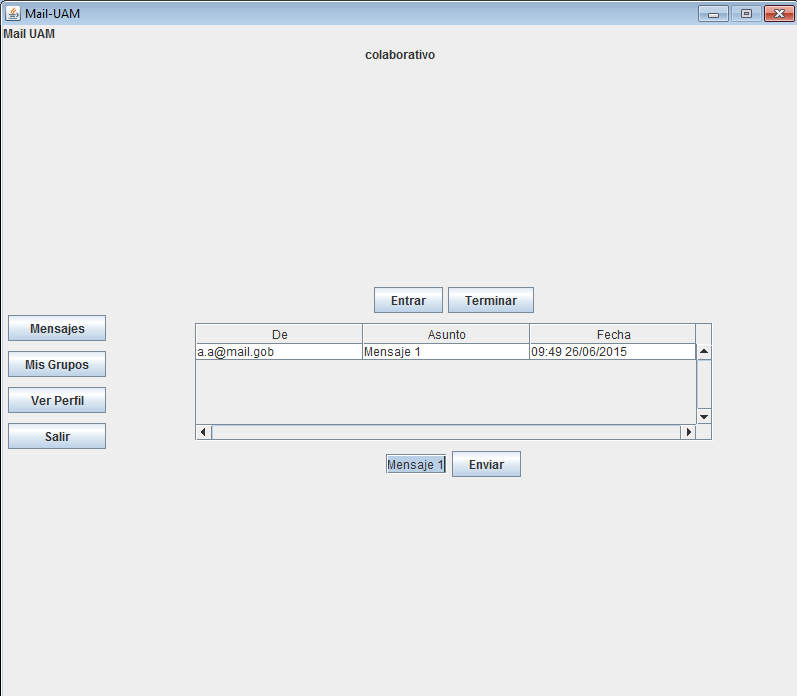 Mail-UAM
Mail UAM
colaborativo
Entrar Terminar
Mensajes
Mis Grupos
Ver Perfil
Salir
De Asunto Fecha
a.a@mail.gob Mensaje 1 09:49 26/06/2015
Mensaje 1 Enviar